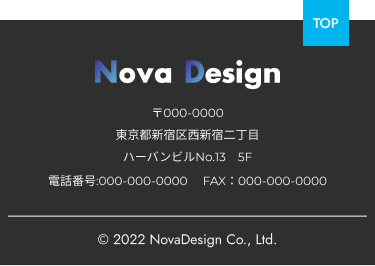 TOP
Nova Design
〒000-0000
東京都新宿区西新宿二丁目
ハーバンビルNo.13　5F
電話番号:000-000-0000　FAX：000-000-0000
© 2022 NovaDesign Co., Ltd.